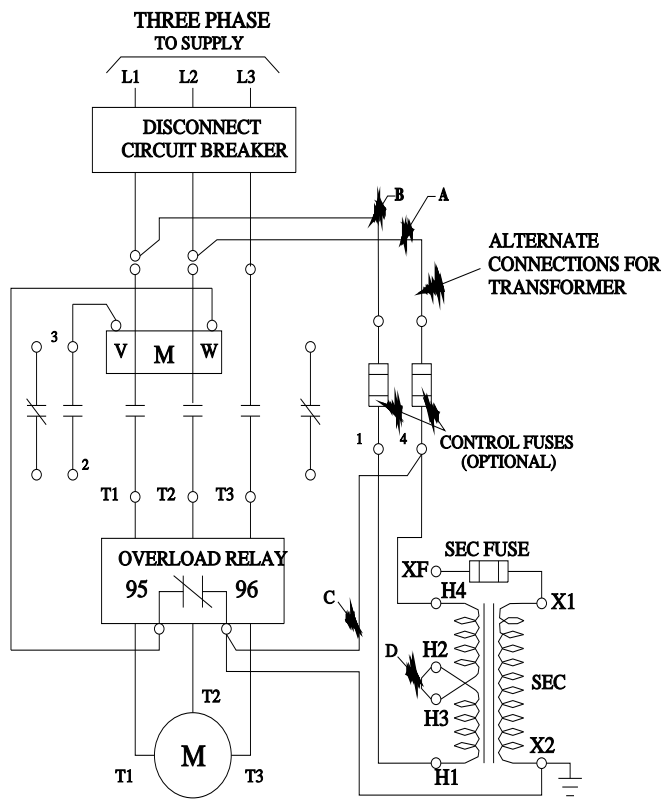 THREE PHASE
TO SUPPLY
L1 L2 L3
DISCONNECT
CIRCUIT BREAKER
B A
ALTERNATE
CONNECTIONS FOR
TRANSFORMER
3
V M W
1 4
CONTROL FUSES
(OPTIONAL)
2
T1 T2 T3
OVERLOAD RELAY
95 96
SEC FUSE
XF
H4 X1
C
D H2
SEC
H3
T2
X2
M
T1 T3 H1